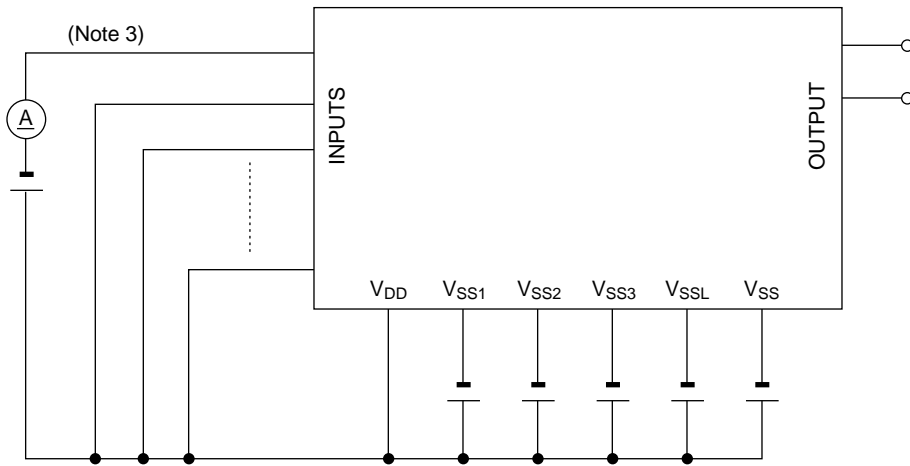 (Note 3)
A
INPUTS
OUTPUT
VDD VSS1 VSS2 VSS3 VSSL VSS